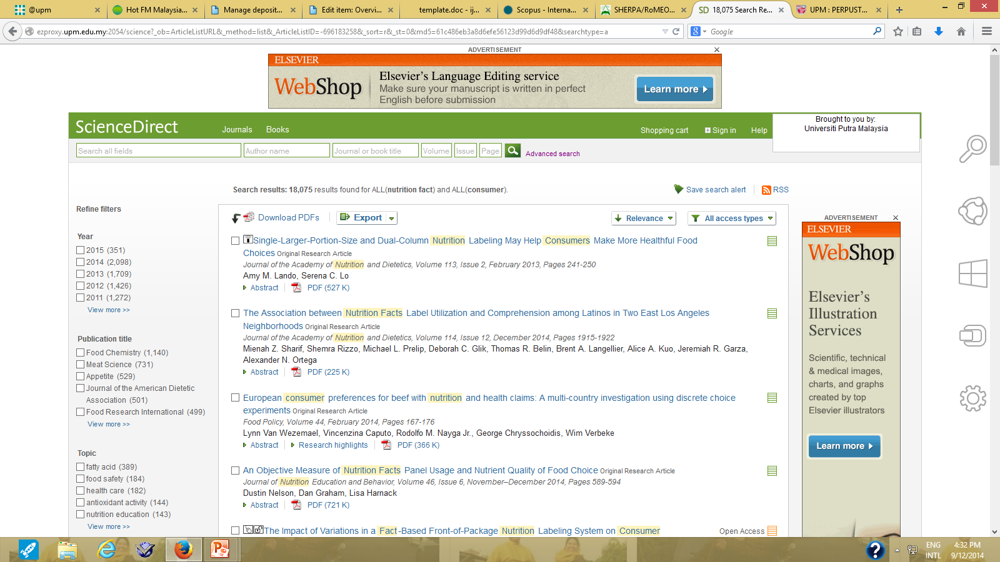 @upm
Hot FM Malaysia...
Manage deposit...
Edit item: Overvi...
template.doc - ij...
Scopus - Interna...
SHERPA/RoMEO...
SD 18,075 Search Re...
UPM : PERPUST...
ezproxy.upm.edu.my:2054/science?_ob=ArticleListURL&_method=list&_ArticleListID=-696183258&_sort=r&_st=0&md5=61c486eb3a8d6efe56123d99d6d9df48&searchtype=a
Google
ADVERTISEMENT
ELSEVIER
WebShop
Elsevier's Language Editing service
Make sure your manuscript is written in perfect
English before submission
Learn more
ScienceDirect
Journals
Books
Shopping cart
Sign in
Help
Brought to you by:
Universiti Putra Malaysia
Search all fields
Author name
Journal or book title
Volume
Issue
Page
Advanced search
Search results: 18,075 results found for ALL(nutrition fact) and ALL(consumer).
Save search alert
RSS
Refine filters
Year
2015 (351)
2014 (2,098)
2013 (1,709)
2012 (1,426)
2011 (1,272)
View more >>
Publication title
Food Chemistry (1,140)
Meat Science (731)
Appetite (529)
Journal of the American Dietetic
Association (501)
Food Research International (499)
View more >>
Topic
fatty acid (389)
food safety (184)
health care (182)
antioxidant activity (144)
nutrition education (143)
View more >>
Download PDFs
Export
Relevance
All access types
Single-Larger-Portion-Size and Dual-Column Nutrition Labeling May Help Consumers Make More Healthful Food
Choices Original Research Article
Journal of the Academy of Nutrition and Dietetics, Volume 113, Issue 2, February 2013, Pages 241-250
Amy M. Lando, Serena C. Lo
Abstract
PDF (527 K)
The Association between Nutrition Facts Label Utilization and Comprehension among Latinos in Two East Los Angeles
Neighborhoods Original Research Article
Journal of the Academy of Nutrition and Dietetics, Volume 114, Issue 12, December 2014, Pages 1915-1922
Mienah Z. Sharif, Shemra Rizzo, Michael L. Prelip, Deborah C. Glik, Thomas R. Belin, Brent A. Langellier, Alice A. Kuo, Jeremiah R. Garza,
Alexander N. Ortega
Abstract
PDF (225 K)
European consumer preferences for beef with nutrition and health claims: A multi-country investigation using discrete choice
experiments Original Research Article
Food Policy, Volume 44, February 2014, Pages 167-176
Lynn Van Wezemael, Vincenzina Caputo, Rodolfo M. Nayga Jr., George Chryssochoidis, Wim Verbeke
Abstract
Research highlights
PDF (366 K)
An Objective Measure of Nutrition Facts Panel Usage and Nutrient Quality of Food Choice Original Research Article
Journal of Nutrition Education and Behavior, Volume 46, Issue 6, November–December 2014, Pages 589-594
Dustin Nelson, Dan Graham, Lisa Harnack
Abstract
PDF (721 K)
The Impact of Variations in a Fact-Based Front-of-Package Nutrition Labeling System on Consumer
Open Access
ADVERTISEMENT
ELSEVIER
WebShop
Elsevier's
Illustration
Services
Scientific, technical
& medical images,
charts, and graphs
created by top
Elsevier illustrators
Learn more
ENG
INTL
4:32 PM
9/12/2014